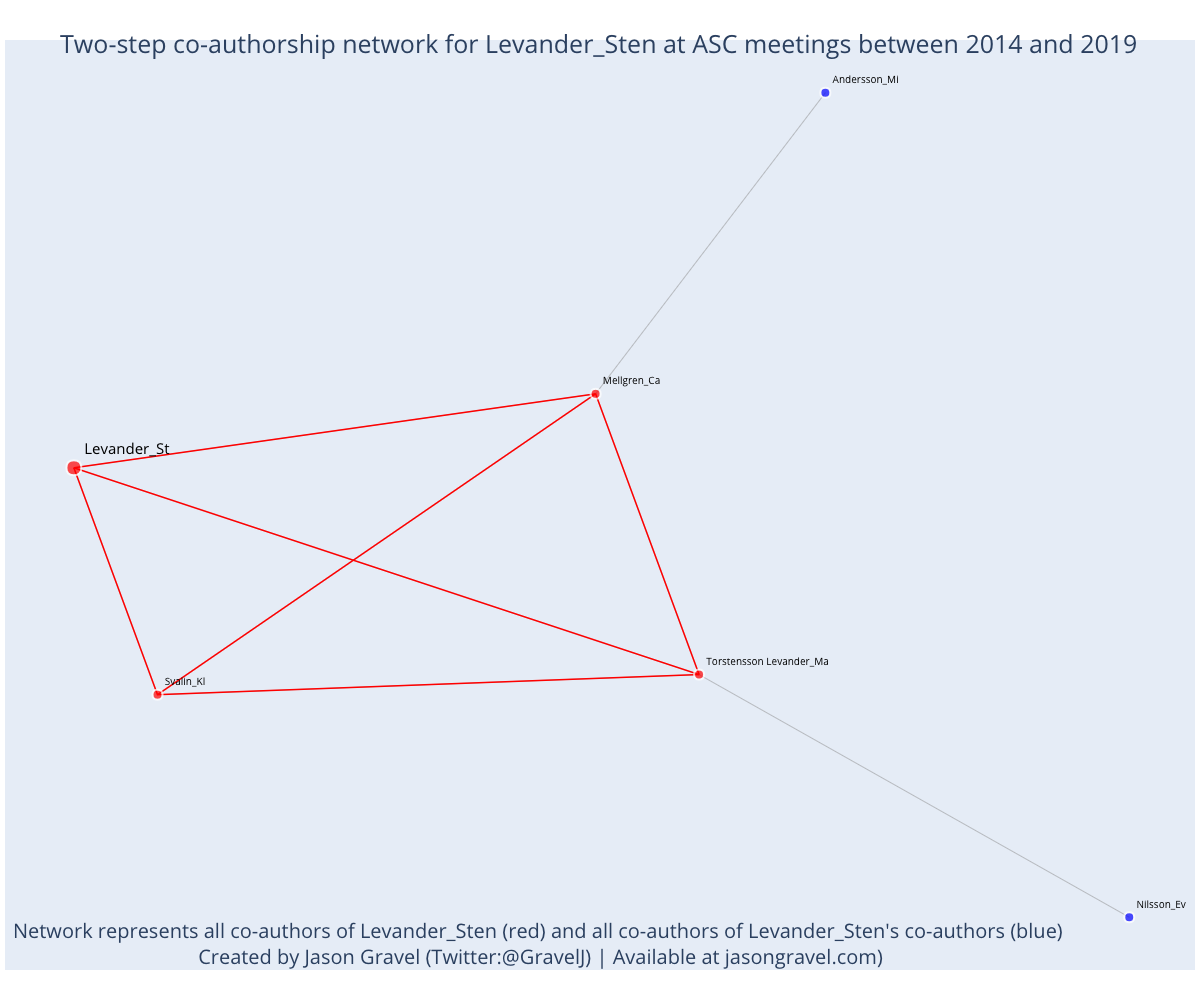 Two-step co-authorship network for Levander_Sten at ASC meetings between 2014 and 2019
Andersson_Mi
Mellgren_Ca
Levander_St
Torstensson Levander_Ma
Svalin_Kl
Nilsson_Ev
Network represents all co-authors of Levander_Sten (red) and all co-authors of Levander_Sten's co-authors (blue)
Created by Jason Gravel (Twitter:@GravelJ) | Available at jasongravel.com)